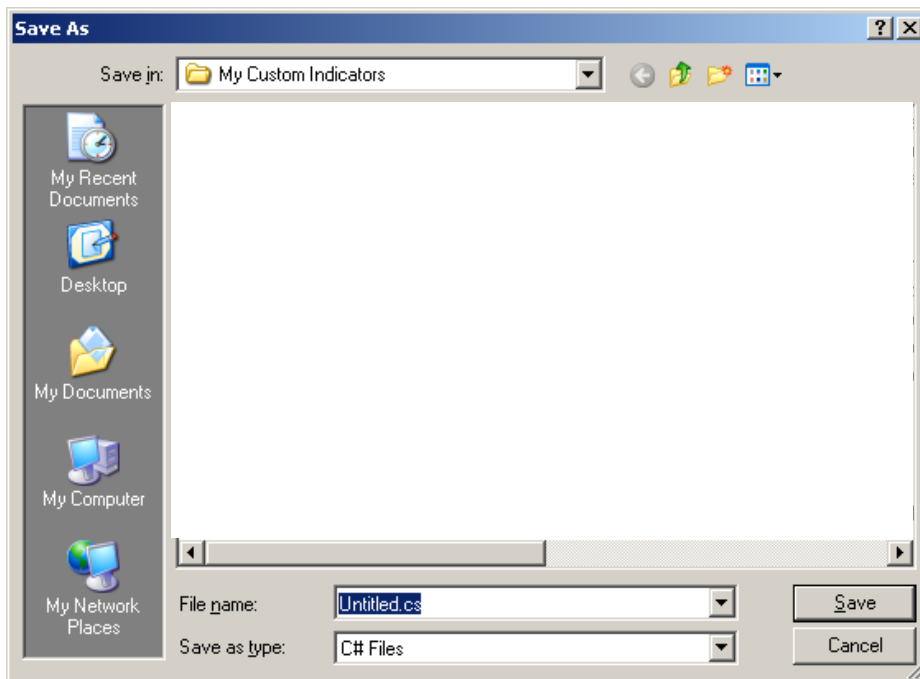 Save As
Save in:
My Custom Indicators
My Recent
Documents
Desktop
My Documents
My Computer
My Network
Places
File name:
Untitled.cs
Save
Save as type:
C# Files
Cancel